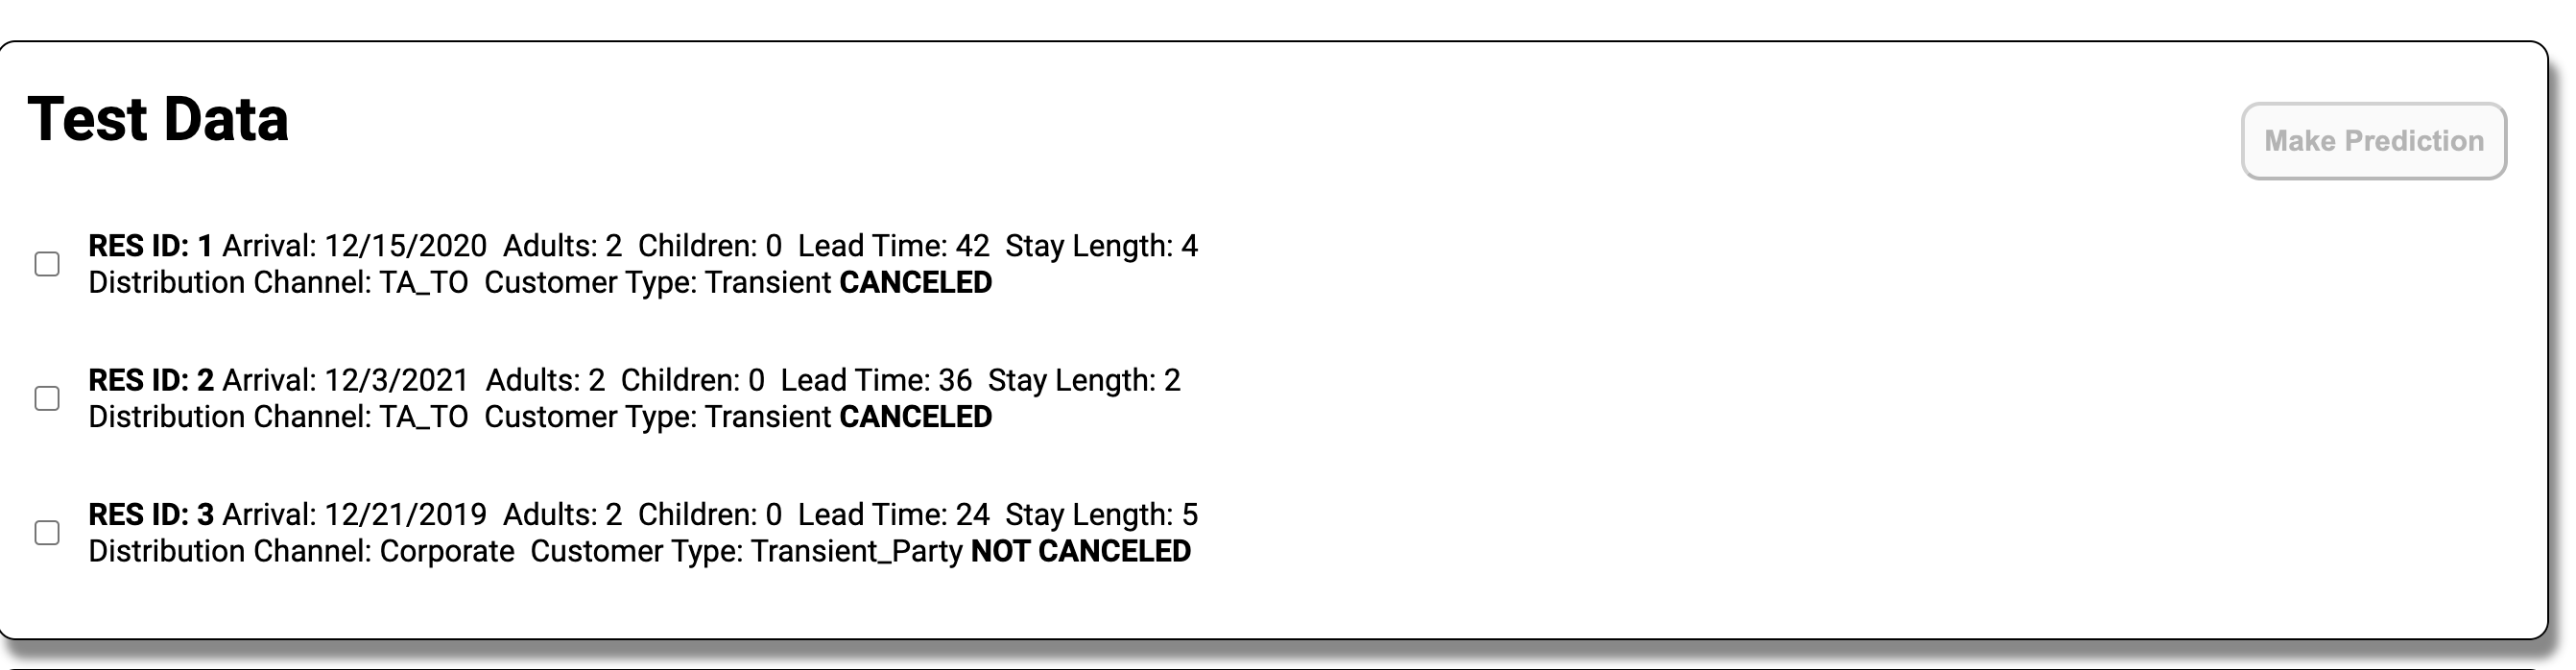 Test Data
Make Prediction
RES ID: 1 Arrival: 12/15/2020 Adults: 2 Children: 0 Lead Time: 42 Stay Length: 4
Distribution Channel: TA_TO Customer Type: Transient CANCELED
RES ID: 2 Arrival: 12/3/2021 Adults: 2 Children: 0 Lead Time: 36 Stay Length: 2
Distribution Channel: TA_TO Customer Type: Transient CANCELED
RES ID: 3 Arrival: 12/21/2019 Adults: 2 Children: 0 Lead Time: 24 Stay Length: 5
Distribution Channel: Corporate Customer Type: Transient_Party NOT CANCELED